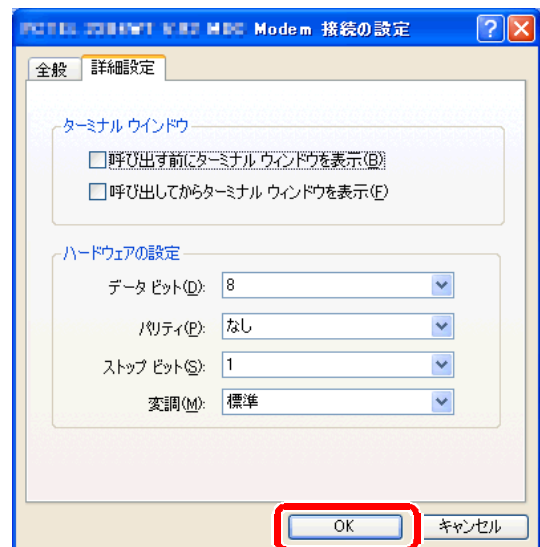 Modem 接続の設定
全般 詳細設定
ターミナル ウインドウ
呼び出す前にターミナル ウィンドウを表示(B)
呼び出してからターミナル ウィンドウを表示(F)
ハードウェアの設定
データ ビット(D): 8
パリティ(P): なし
ストップ ビット(S): 1
変調(M): 標準
OK キャンセル